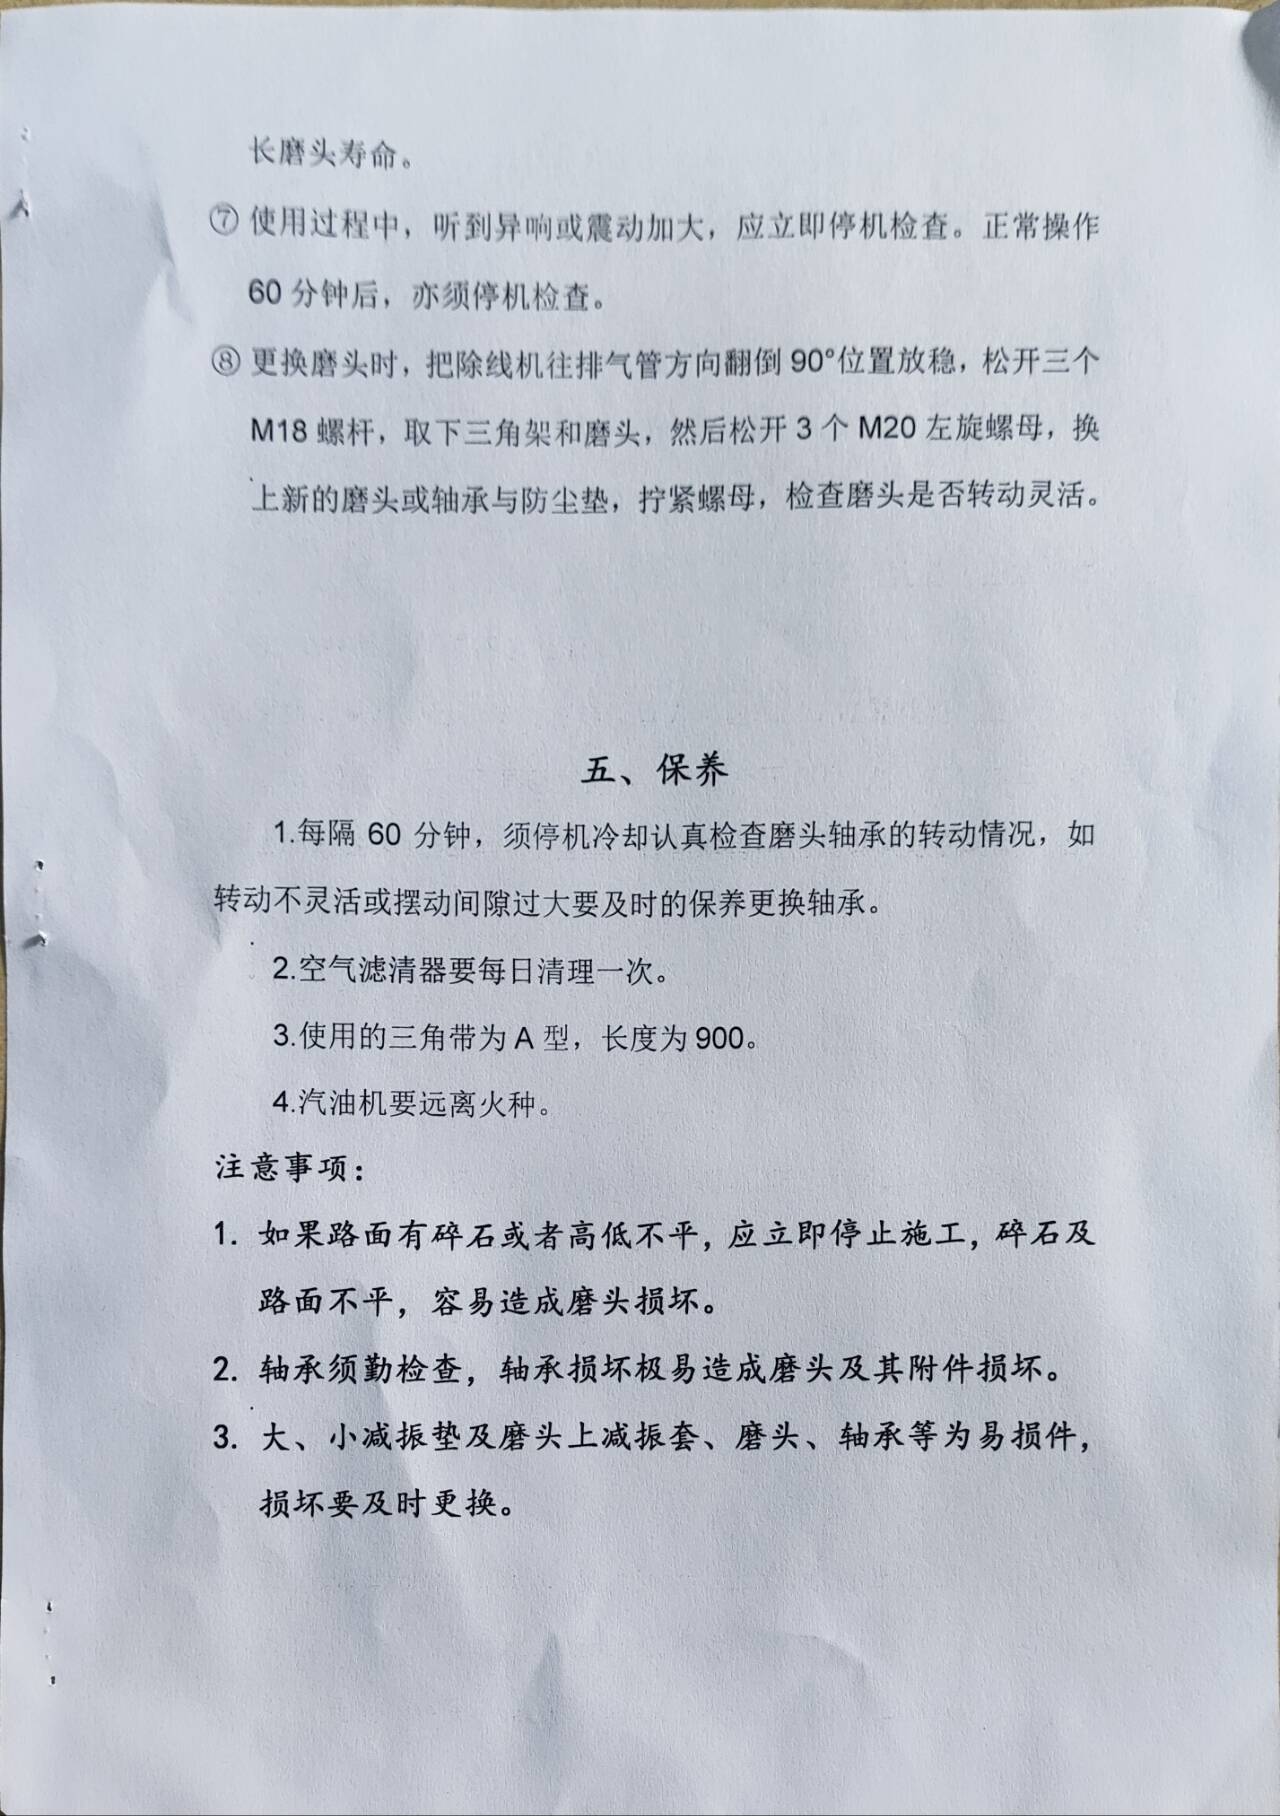 长磨头寿命。
⑦ 使用过程中，听到异响或震动加大，应立即停机检查。正常操作
60 分钟后，亦须停机检查。
⑧ 更换磨头时，把除线机往排气管方向翻倒 90°位置放稳，松开三个
M18 螺杆，取下三角架和磨头，然后松开 3 个 M20 左旋螺母，换
上新的磨头或轴承与防尘垫，拧紧螺母，检查磨头是否转动灵活。
五、保养
1.每隔 60 分钟，须停机冷却认真检查磨头轴承的转动情况，如
转动不灵活或摆动间隙过大要及时的保养更换轴承。
2.空气滤清器要每日清理一次。
3.使用的三角带为 A 型，长度为 900。
4.汽油机要远离火种。
注意事项：
1. 如果路面有碎石或者高低不平，应立即停止施工，碎石及
路面不平，容易造成磨头损坏。
2. 轴承须勤检查，轴承损坏极易造成磨头及其附件损坏。
3. 大、小减振垫及磨头上减振套、磨头、轴承等为易损件，
损坏要及时更换。